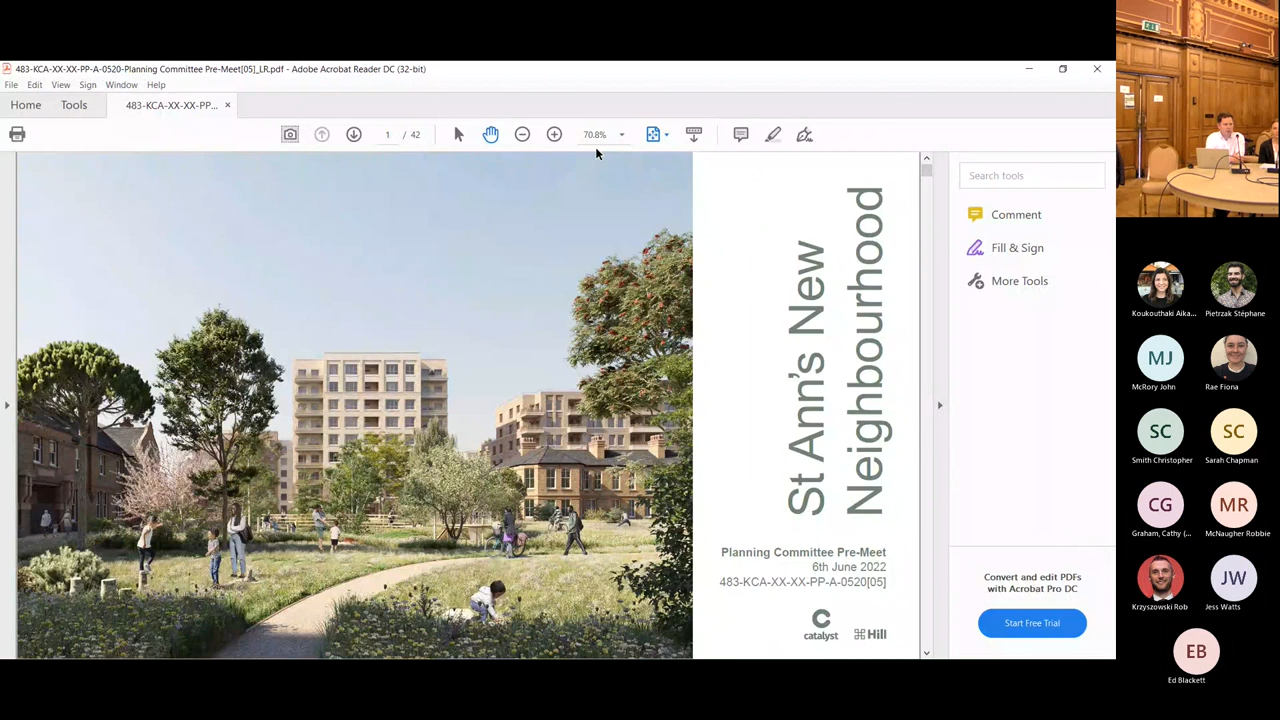 483-KCA-XX-XX-PP-A-0520-Planning Committee Pre-Meet[05]_LR.pdf - Adobe Acrobat Reader DC (32-bit)
File Edit View Sign Window Help
Home Tools 483-KCA-XX-XX-PP... ×
1 / 42 70.8%
Search tools
Comment
Fill & Sign
More Tools
St Ann's New
Neighbourhood
Planning Committee Pre-Meet
6th June 2022
483-KCA-XX-XX-PP-A-0520[05]
catalyst Hill
Convert and edit PDFs
with Acrobat Pro DC
Start Free Trial
Koukouthaki Aika... Pietrzak Stéphane
MJ
McRory John Rae Fiona
SC SC
Smith Christopher Sarah Chapman
CG MR
Graham, Cathy (... McNaugher Robbie
JW
Krzyszowski Rob Jess Watts
EB
Ed Blackett